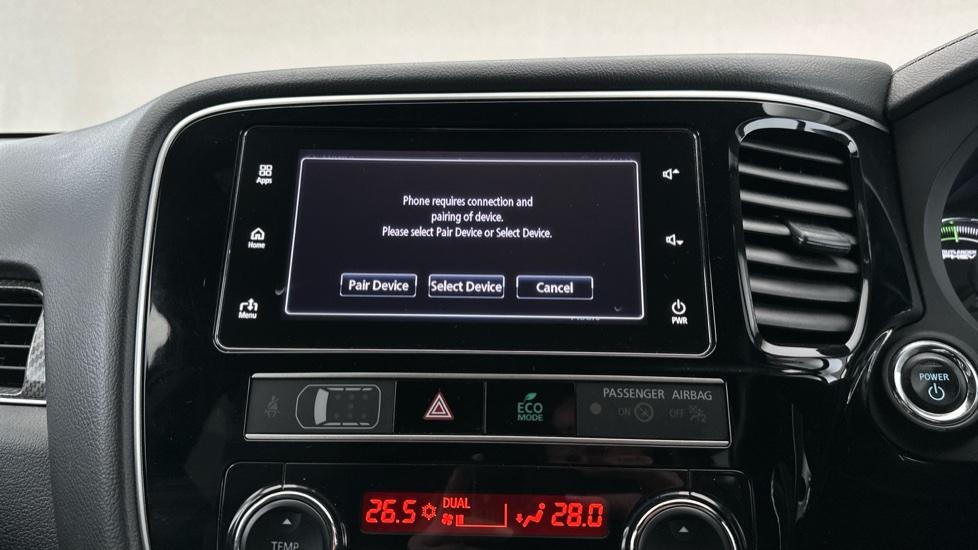 Apps
Home
Menu
Phone requires connection and
pairing of device.
Please select Pair Device or Select Device.
Pair Device
Select Device
Cancel
PWR
PASSENGER AIRBAG
ON
OFF
ECO
MODE
POWER
26.5
DUAL
28.0
TEMP